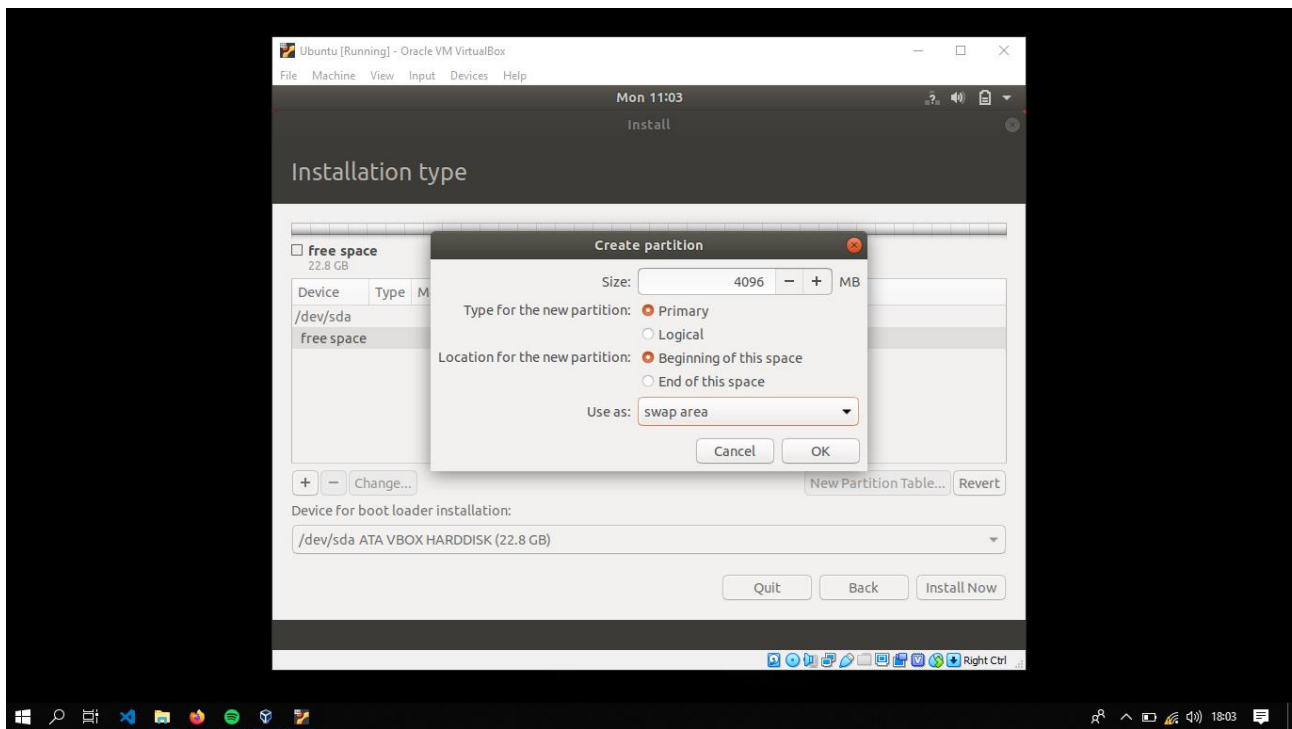 Ubuntu [Running] - Oracle VM VirtualBox
File Machine View Input Devices Help
Mon 11:03
Install
Installation type
free space
22.8 GB
Device Type M
/dev/sda
free space
Create partition
Size: 4096 − + MB
Type for the new partition: Primary
Logical
Location for the new partition: Beginning of this space
End of this space
Use as: swap area
Cancel OK
+ − Change... New Partition Table... Revert
Device for boot loader installation:
/dev/sda ATA VBOX HARDDISK (22.8 GB)
Quit Back Install Now
Right Ctrl
18:03